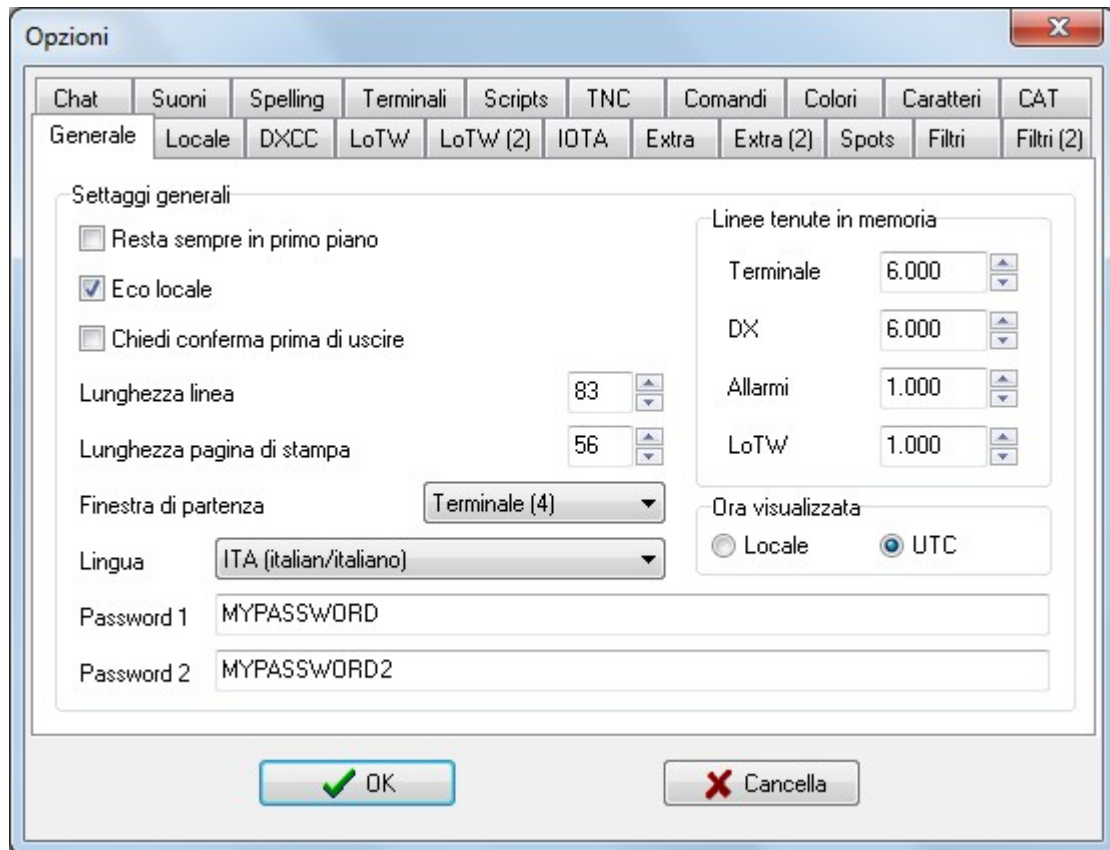 Opzioni
Chat Suoni Spelling Terminali Scripts TNC Comandi Colori Caratteri CAT
Generale Locale DXCC LoTW LoTW (2) IOTA Extra Extra (2) Spots Filtri Filtri (2)
Settaggi generali
Resta sempre in primo piano
Eco locale
Chiedi conferma prima di uscire
Lunghezza linea 83
Lunghezza pagina di stampa 56
Finestra di partenza Terminale (4)
Lingua ITA (italian/italiano)
Linee tenute in memoria
Terminale 6.000
DX 6.000
Allarmi 1.000
LoTW 1.000
Ora visualizzata
Locale UTC
Password 1 MYPASSWORD
Password 2 MYPASSWORD2
OK Cancella